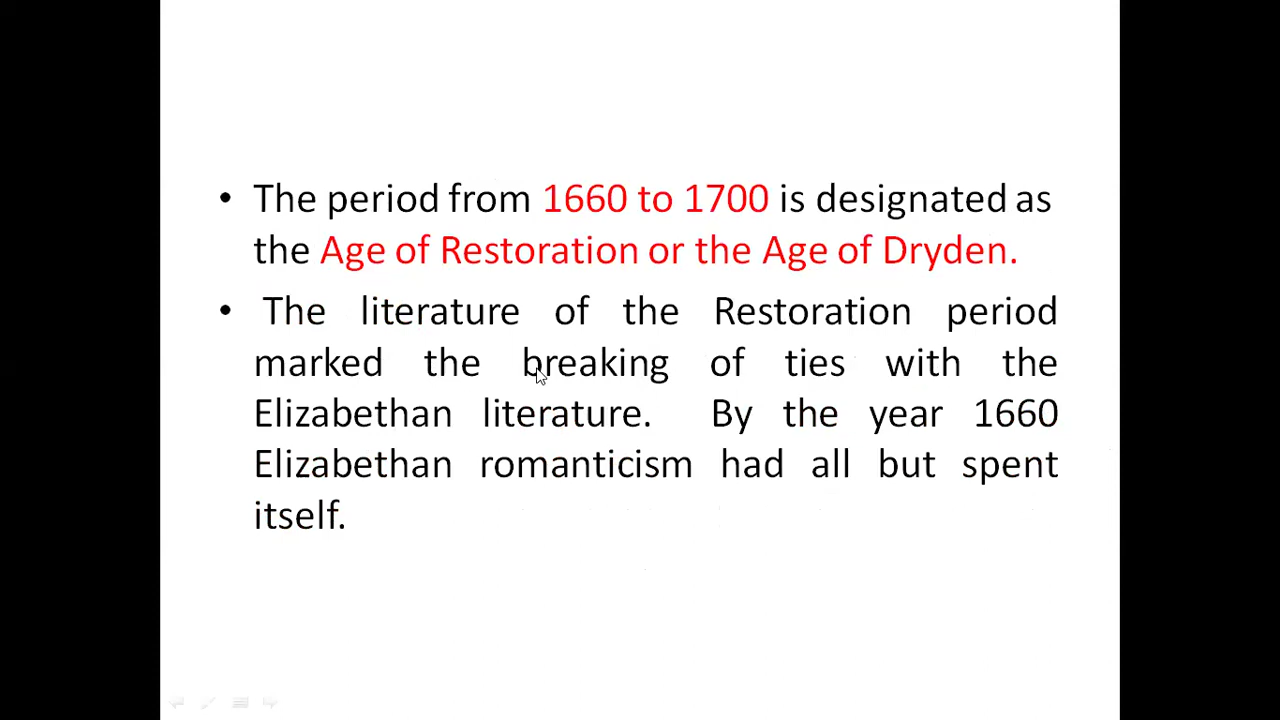 • The period from 1660 to 1700 is designated as
the Age of Restoration or the Age of Dryden.
• The literature of the Restoration period
marked the breaking of ties with the
Elizabethan literature. By the year 1660
Elizabethan romanticism had all but spent
itself.